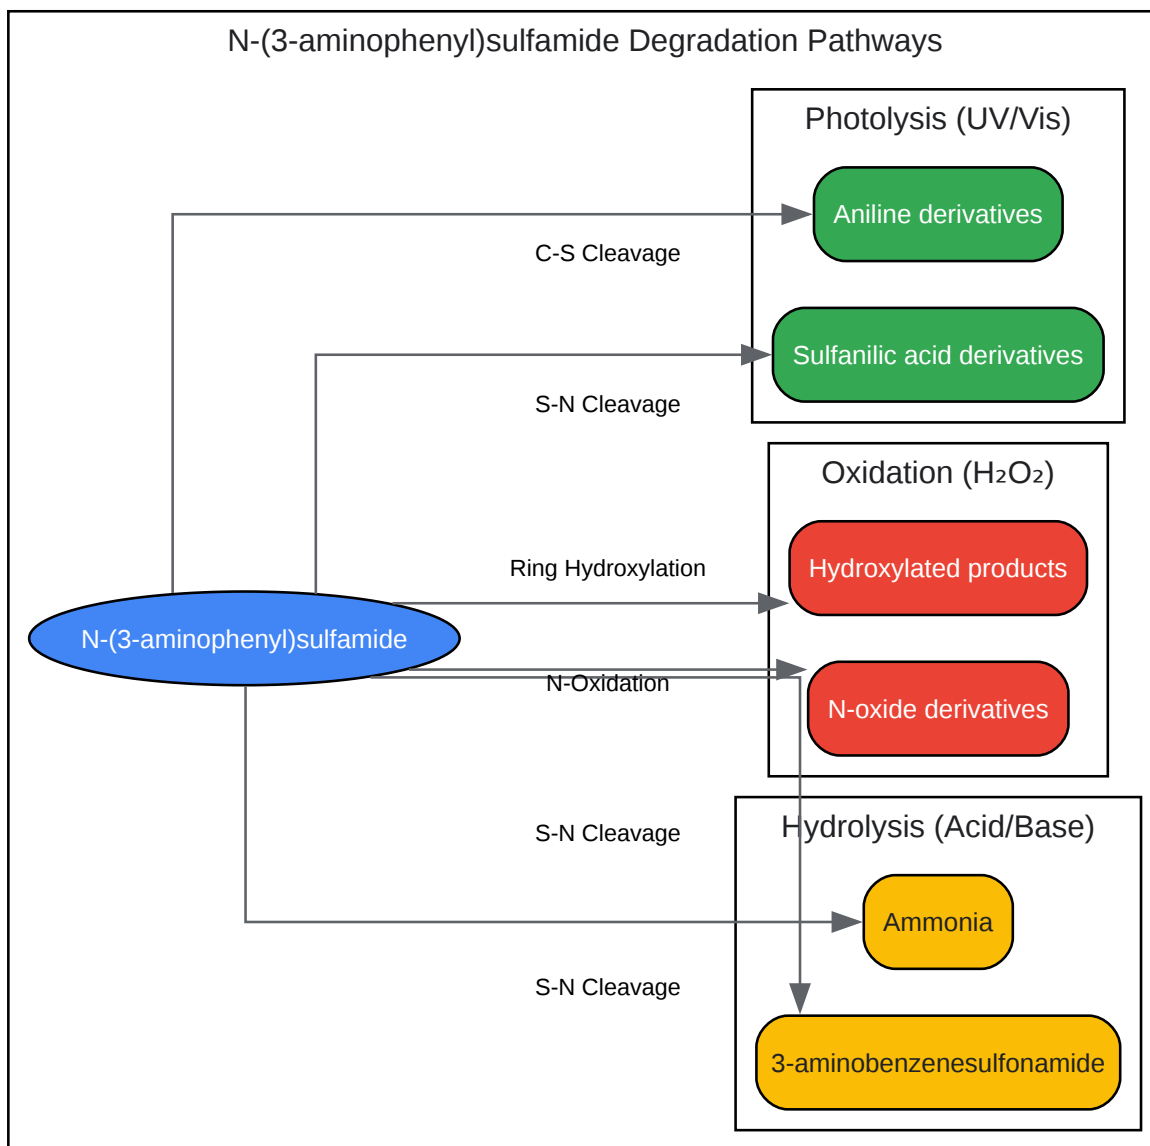 N-(3-aminophenyl)sulfamide Degradation Pathways
Photolysis (UV/Vis)
Aniline derivatives
C-S Cleavage
Sulfanilic acid derivatives
S-N Cleavage
Oxidation (H₂O₂)
Ring Hydroxylation
Hydroxylated products
N-(3-aminophenyl)sulfamide
N-Oxidation
N-oxide derivatives
Hydrolysis (Acid/Base)
S-N Cleavage
Ammonia
S-N Cleavage
3-aminobenzenesulfonamide